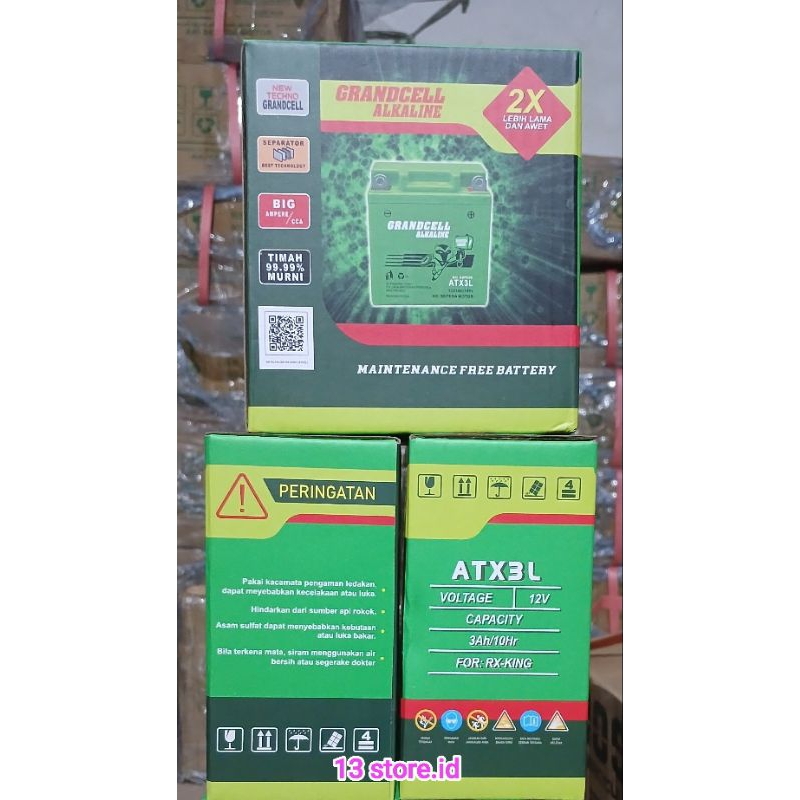 NEW
TECHNO
GRANDCELL
GRANDCELL
ALKALINE
2X
LEBIH LAMA
DAN AWET
SEPARATOR
BEST TECHNOLOGY
BIG
AMPERE/CCA
TIMAH
99.99%
MURNI
GRANDCELL
ALKALINE
ATX3L
MAINTENANCE FREE BATTERY
PERINGATAN
Pakai kacamata pengaman ledakan,
dapat meyebabkan kecelakaan atau luka.
Hindarkan dari sumber api rokok.
Asam sulfat dapat menyebabkan kebutaan
atau luka bakar.
Bila terkena mata, siram menggunakan air
bersih atau segerake dokter
4
4
ATX3L
VOLTAGE 12V
CAPACITY
3Ah/10Hr
FOR: RX-KING
13 store.id